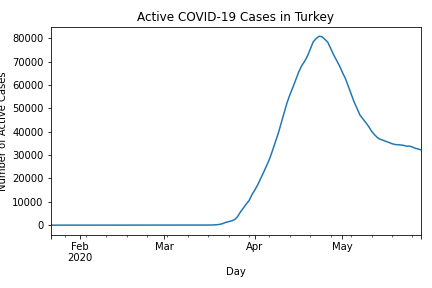 Active COVID-19 Cases in Turkey
80000
70000
60000
50000
40000
30000
20000
10000
0
Number of Active Cases
Feb
2020
Mar
Apr
May
Day